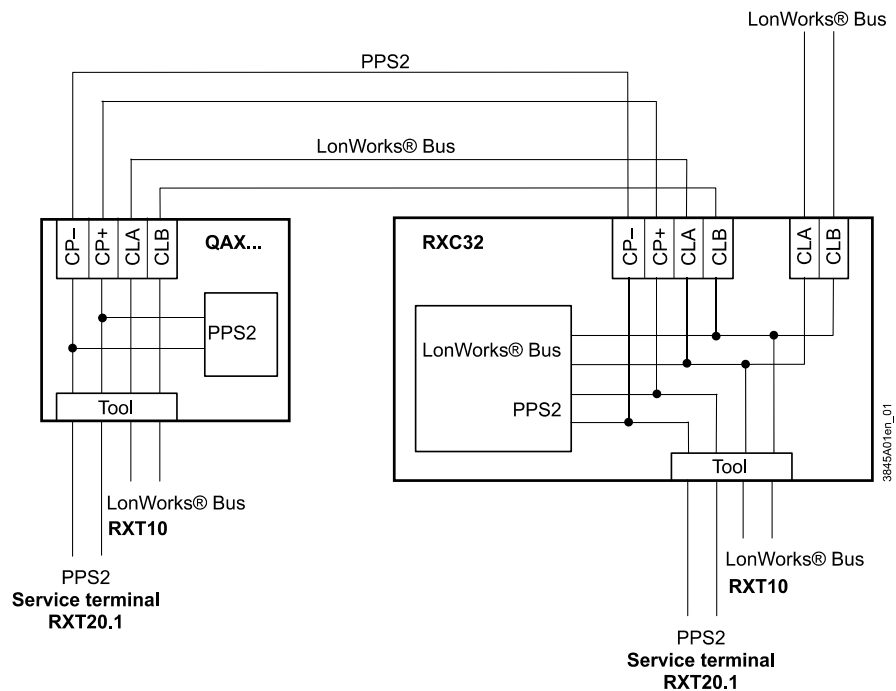 LonWorks® Bus
PPS2
LonWorks® Bus
CP–
CP+
CLA
CLB
QAX...
RXC32
CP–
CP+
CLA
CLB
CLA
CLB
PPS2
LonWorks® Bus
PPS2
Tool
Tool
LonWorks® Bus
RXT10
PPS2
Service terminal
RXT20.1
LonWorks® Bus
RXT10
PPS2
Service terminal
RXT20.1
3845A01en_01